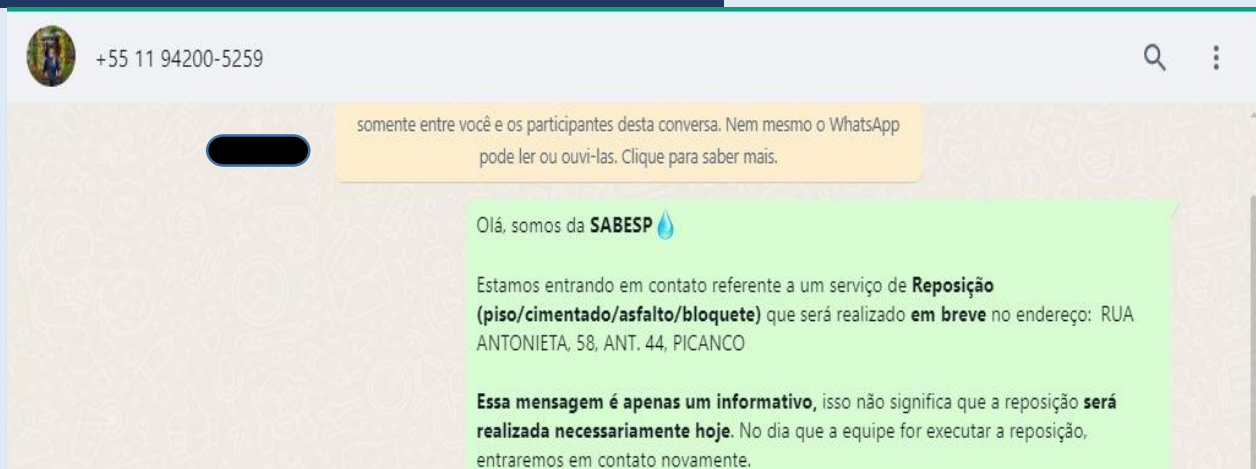 +55 11 94200-5259
somente entre você e os participantes desta conversa. Nem mesmo o WhatsApp
pode ler ou ouvi-las. Clique para saber mais.
Olá, somos da SABESP
Estamos entrando em contato referente a um serviço de Reposição
(piso/cimentado/asfalto/bloquete) que será realizado em breve no endereço: RUA
ANTONIETA, 58, ANT. 44, PICANCO
Essa mensagem é apenas um informativo, isso não significa que a reposição será
realizada necessariamente hoje. No dia que a equipe for executar a reposição,
entraremos em contato novamente.